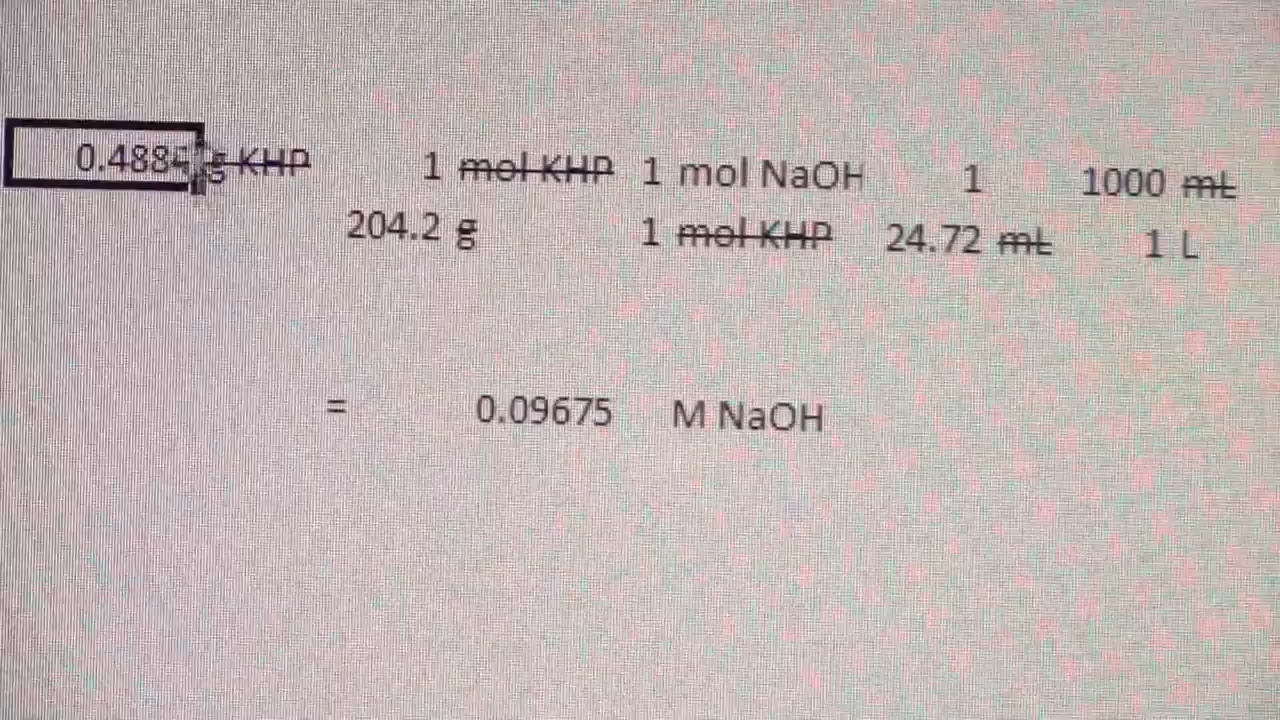 g KHP 1 mol KHP 1 mol NaOH 1 1000 mL
204.2 g 1 mol KHP 24.72 mL 1 L
= 0.09675 M NaOH